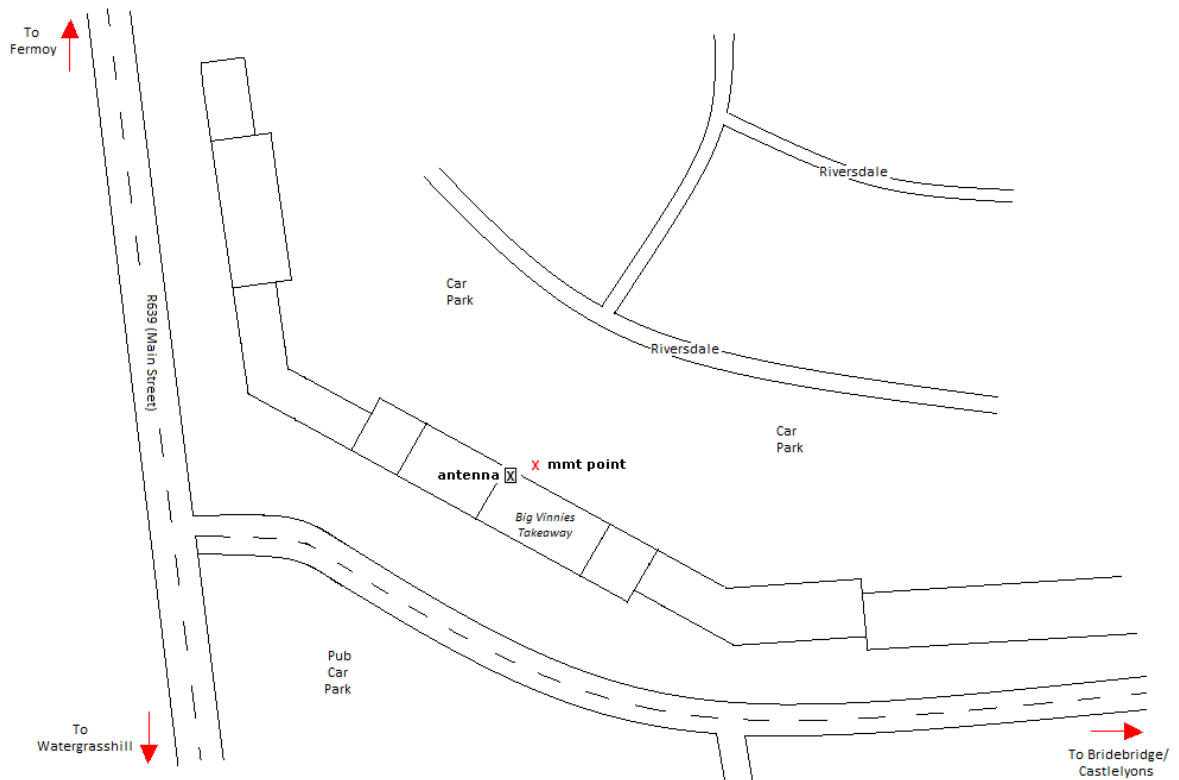 To
Fermoy
Riversdale
Car
Park
R639 (Main Street)
Riversdale
Car
Park
X mmt point
antenna X
Big Vinnies
Takeaway
Pub
Car
Park
To
Watergrasshill
To Bridebridge/
Castlelyons